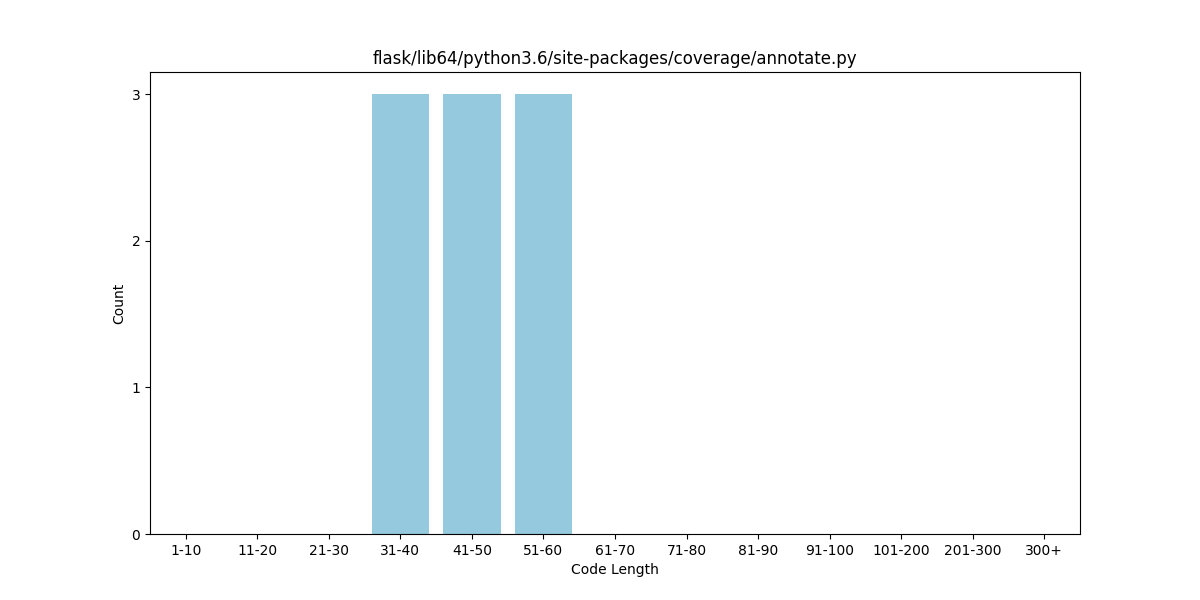 flask/lib64/python3.6/site-packages/coverage/annotate.py
3
2
1
0
Count
1-10 11-20 21-30 31-40 41-50 51-60 61-70 71-80 81-90 91-100 101-200 201-300 300+
Code Length